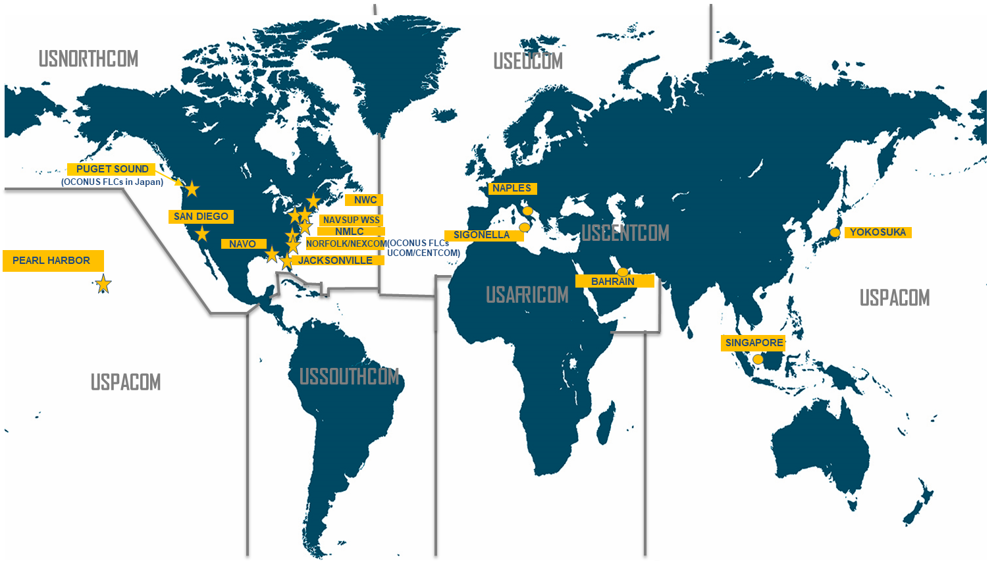 USNORTHCOM
USEUCOM
PUGET SOUND
(OCONUS FLCs in Japan)
SAN DIEGO
NAVO
PEARL HARBOR
NWC
NAVSUP WSS
NMLC
NORFOLK/NEXCOM(OCONUS FLCs
UCOM/CENTCOM)
JACKSONVILLE
NAPLES
SIGONELLA
USCENTCOM
YOKOSUKA
BAHRAIN
USAFRICOM
USPACOM
SINGAPORE
USSOUTHCOM
USPACOM